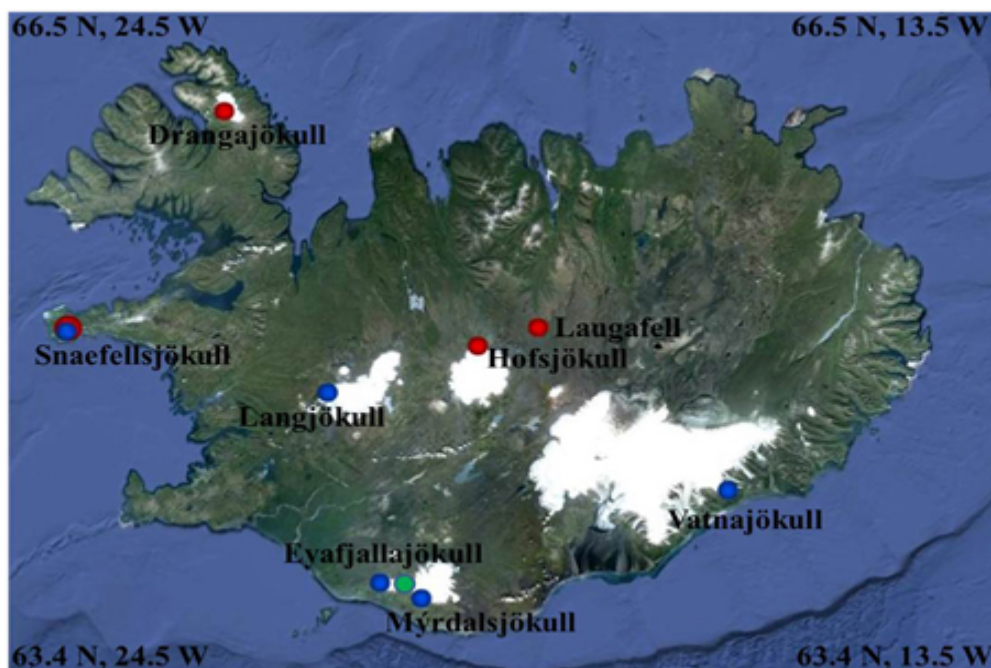 66.5 N, 24.5 W
66.5 N, 13.5 W
Drangajökull
Laugafell
Snaefellsjökull
Hofsjökull
Langjökull
Vatnajökull
Eyafjallajökull
Mýrdalsjökull
63.4 N, 24.5 W
63.4 N, 13.5 W